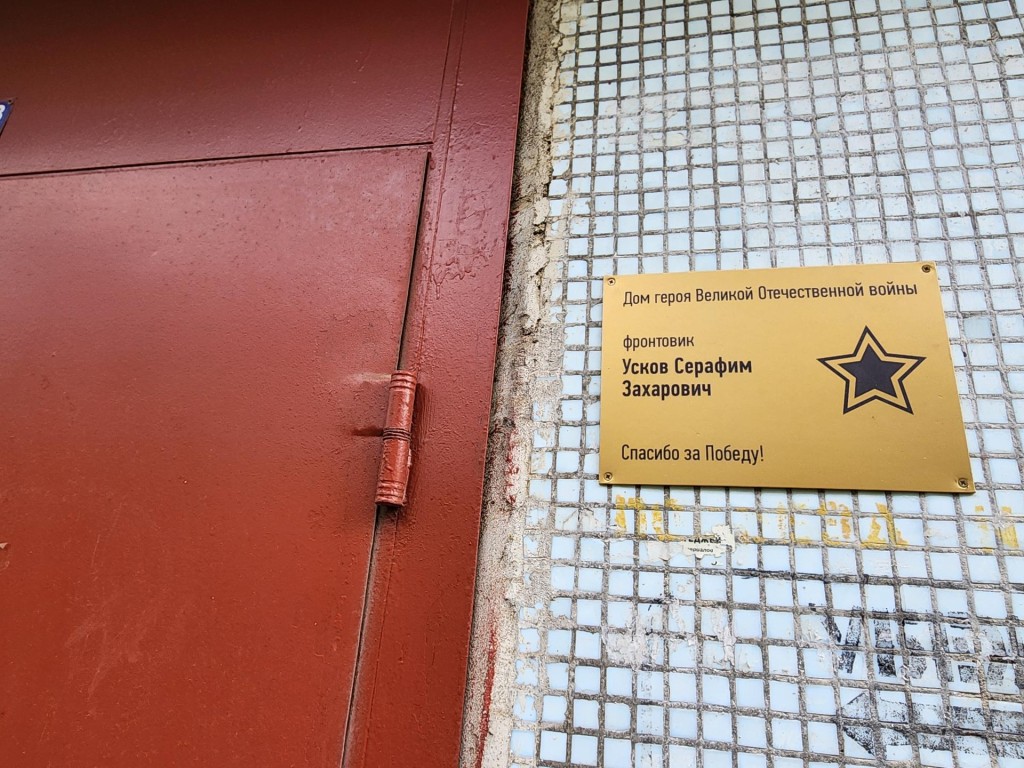 Дом героя Великой Отечественной войны
фронтовик
Усков Серафим
Захарович
Спасибо за Победу!